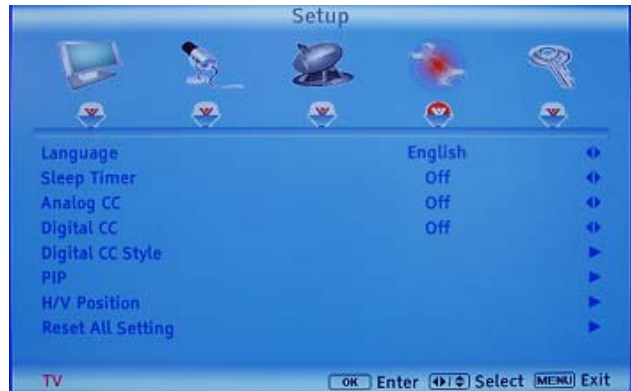 Setup
Language English
Sleep Timer Off
Analog CC Off
Digital CC Off
Digital CC Style
PIP
H/V Position
Reset All Setting
TV OK Enter Select MENU Exit